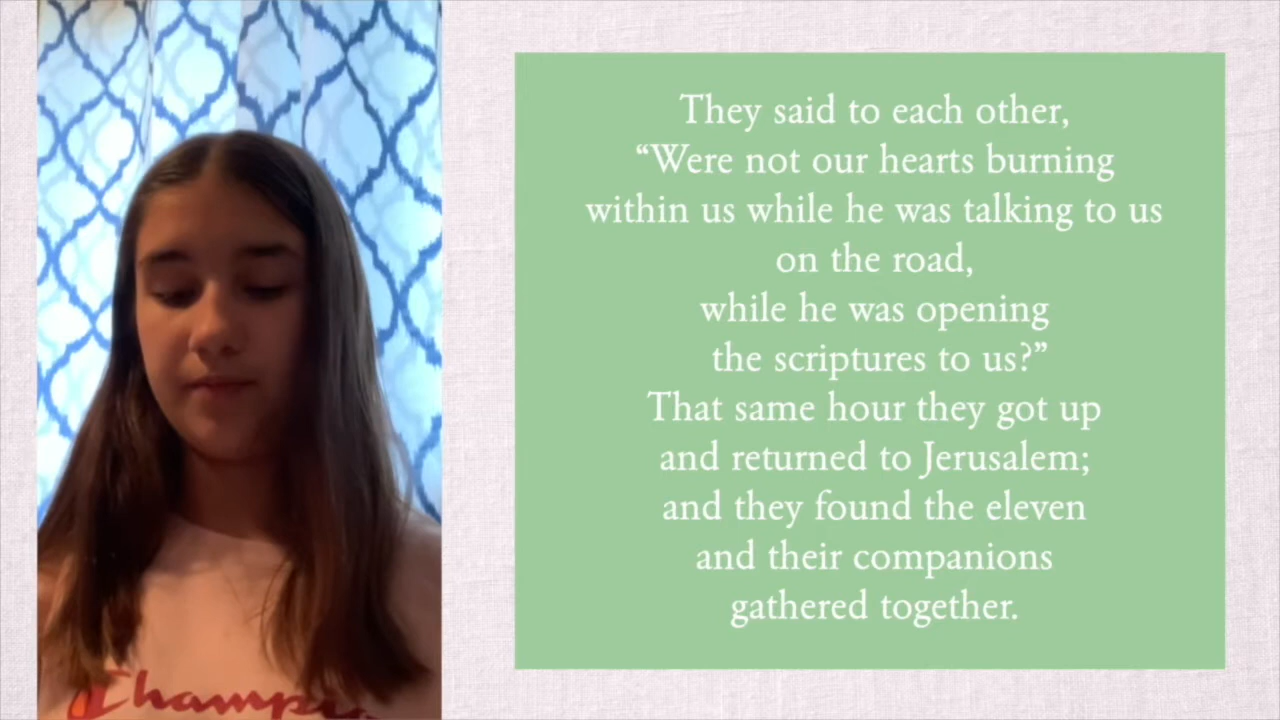 They said to each other,
“Were not our hearts burning
within us while he was talking to us
on the road,
while he was opening
the scriptures to us?”
That same hour they got up
and returned to Jerusalem;
and they found the eleven
and their companions
gathered together.